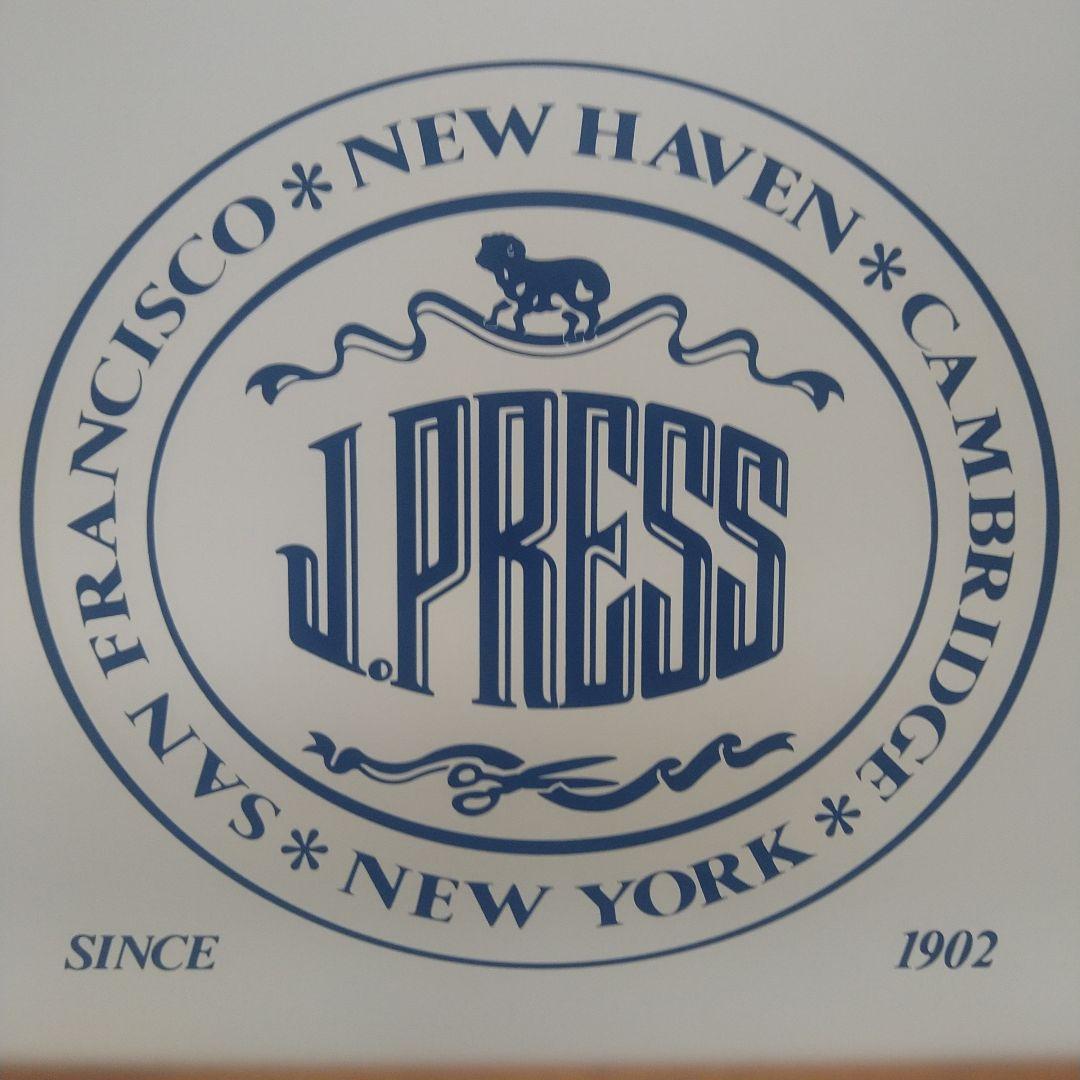 NEW HAVEN * CAMBRIDGE * NEW YORK * SAN FRANCISCO *
J.PRESS
SINCE 1902